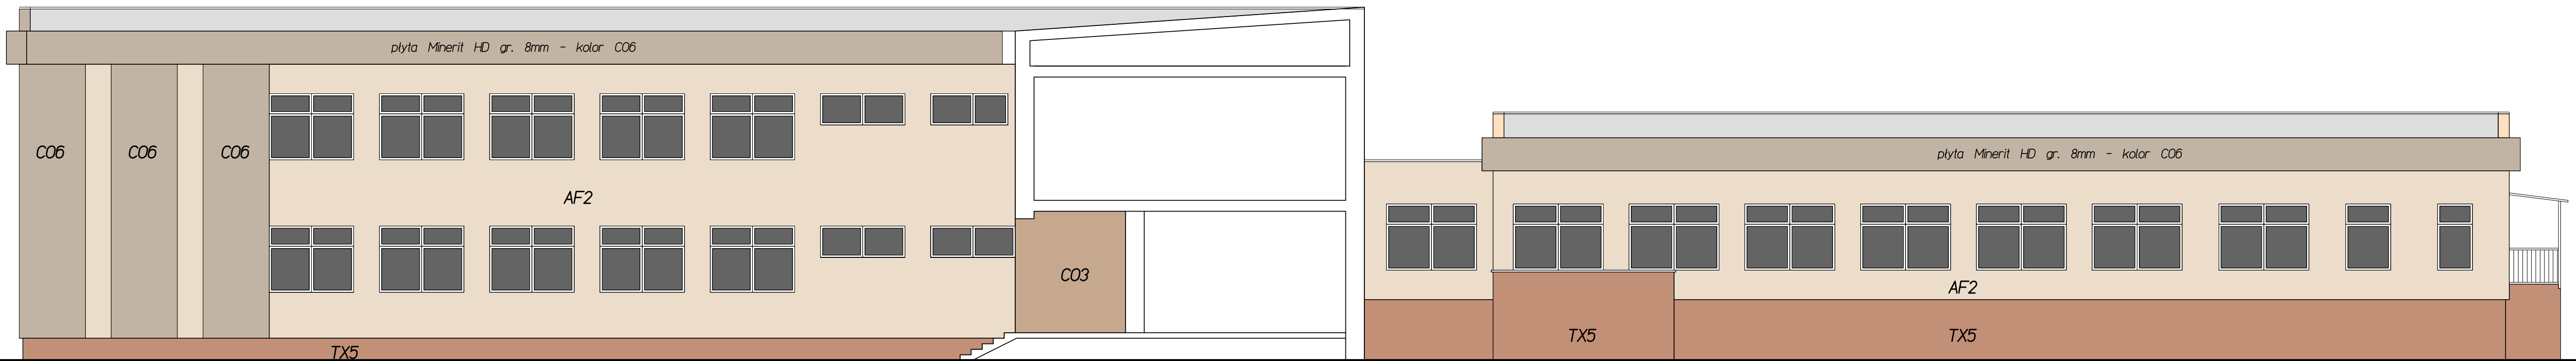 płyta Minerit HD gr. 8mm - kolor C06
C06
C06
C06
AF2
C03
TX5
płyta Minerit HD gr. 8mm - kolor C06
AF2
TX5
TX5